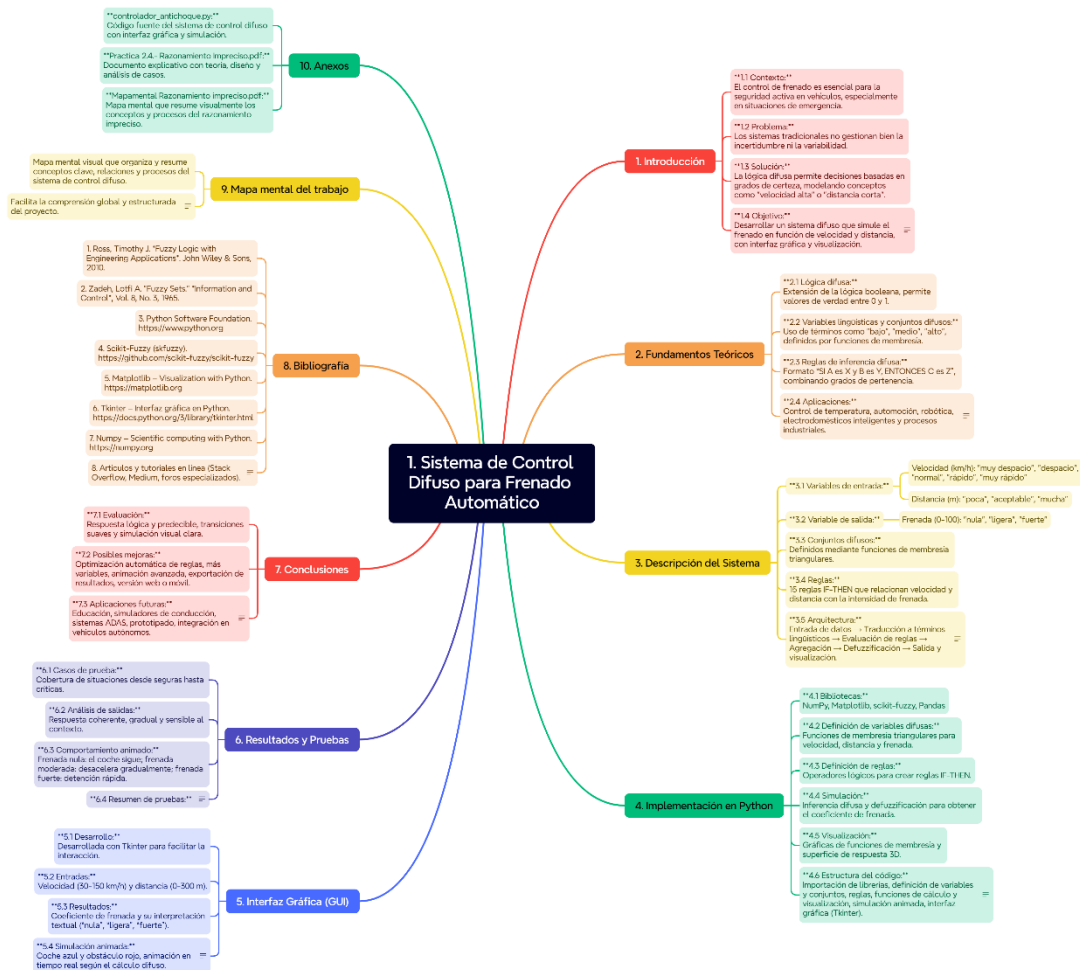 1. Sistema de Control
Difuso para Frenado
Automático
1. Introducción
**1.1 Contexto:**
El control de frenado es esencial para la
seguridad activa en vehículos, especialmente
en situaciones de emergencia.
**1.2 Problema:**
Los sistemas tradicionales no gestionan bien la
incertidumbre ni la variabilidad.
**1.3 Solución:**
La lógica difusa permite decisiones basadas en
grados de certeza, modelando conceptos
como "velocidad alta" o "distancia corta".
**1.4 Objetivo:**
Desarrollar un sistema difuso que simule el
frenado en función de velocidad y distancia,
con interfaz gráfica y visualización.
2. Fundamentos Teóricos
**2.1 Lógica difusa:**
Extensión de la lógica booleana, permite
valores de verdad entre 0 y 1.
**2.2 Variables lingüísticas y conjuntos difusos:**
Uso de términos como "bajo", "medio", "alto",
definidos por funciones de membresía.
**2.3 Reglas de inferencia difusa:**
Formato "SI A es X y B es Y, ENTONCES C es Z",
combinando grados de pertenencia.
**2.4 Aplicaciones:**
Control de temperatura, automoción, robótica,
electrodomésticos inteligentes y procesos
industriales.
3. Descripción del Sistema
**3.1 Variables de entrada:**
Velocidad (km/h): "muy despacio", "despacio",
"normal", "rápido", "muy rápido"
Distancia (m): "poca", "aceptable", "mucha"
**3.2 Variable de salida:**
Frenada (0-100): "nula", "ligera", "fuerte"
**3.3 Conjuntos difusos:**
Definidos mediante funciones de membresía
triangulares.
**3.4 Reglas:**
15 reglas IF-THEN que relacionan velocidad y
distancia con la intensidad de frenada.
**3.5 Arquitectura:**
Entrada de datos → Traducción a términos
lingüísticos → Evaluación de reglas →
Agregación → Defuzzificación → Salida y
visualización.
4. Implementación en Python
**4.1 Bibliotecas:**
NumPy, Matplotlib, scikit-fuzzy, Pandas
**4.2 Definición de variables difusas:**
Funciones de membresía triangulares para
velocidad, distancia y frenada.
**4.3 Definición de reglas:**
Operadores lógicos para crear reglas IF-THEN.
**4.4 Simulación:**
Inferencia difusa y defuzzificación para obtener
el coeficiente de frenada.
**4.5 Visualización:**
Gráficas de funciones de membresía y
superficie de respuesta 3D.
**4.6 Estructura del código:**
Importación de librerías, definición de variables
y conjuntos, reglas, funciones de cálculo y
visualización, simulación animada, interfaz
gráfica (Tkinter).
5. Interfaz Gráfica (GUI)
**5.1 Desarrollo:**
Desarrollada con Tkinter para facilitar la
interacción.
**5.2 Entradas:**
Velocidad (30-150 km/h) y distancia (0-300 m).
**5.3 Resultados:**
Coeficiente de frenada y su interpretación
textual ("nula", "ligera", "fuerte").
**5.4 Simulación animada:**
Coche azul y obstáculo rojo, animación en
tiempo real según el cálculo difuso.
6. Resultados y Pruebas
**6.1 Casos de prueba:**
Cobertura de situaciones desde seguras hasta
críticas.
**6.2 Análisis de salidas:**
Respuesta coherente, gradual y sensible al
contexto.
**6.3 Comportamiento animado:**
Frenada nula: el coche sigue; frenada
moderada: desacelera gradualmente; frenada
fuerte: detención rápida.
**6.4 Resumen de pruebas:**
7. Conclusiones
**7.1 Evaluación:**
Respuesta lógica y predecible, transiciones
suaves y simulación visual clara.
**7.2 Posibles mejoras:**
Optimización automática de reglas, más
variables, animación avanzada, exportación de
resultados, versión web o móvil.
**7.3 Aplicaciones futuras:**
Educación, simuladores de conducción,
sistemas ADAS, prototipado, integración en
vehículos autónomos.
8. Bibliografía
1. Ross, Timothy J. "Fuzzy Logic with
Engineering Applications". John Wiley & Sons,
2010.
2. Zadeh, Lotfi A. "Fuzzy Sets." "Information and
Control", Vol. 8, No. 3, 1965.
3. Python Software Foundation.
https://www.python.org
4. Scikit-Fuzzy (skfuzzy).
https://github.com/scikit-fuzzy/scikit-fuzzy
5. Matplotlib – Visualization with Python.
https://matplotlib.org
6. Tkinter – Interfaz gráfica en Python.
https://docs.python.org/3/library/tkinter.html
7. Numpy – Scientific computing with Python.
https://numpy.org
8. Artículos y tutoriales en línea (Stack
Overflow, Medium, foros especializados).
9. Mapa mental del trabajo
Mapa mental visual que organiza y resume
conceptos clave, relaciones y procesos del
sistema de control difuso.
Facilita la comprensión global y estructurada
del proyecto.
10. Anexos
**controlador_antichoque.py:**
Código fuente del sistema de control difuso
con interfaz gráfica y simulación.
**Practica 2.4.- Razonamiento Impreciso.pdf:**
Documento explicativo con teoría, diseño y
análisis de casos.
**Mapamental Razonamiento impreciso.pdf:**
Mapa mental que resume visualmente los
conceptos y procesos del razonamiento
impreciso.